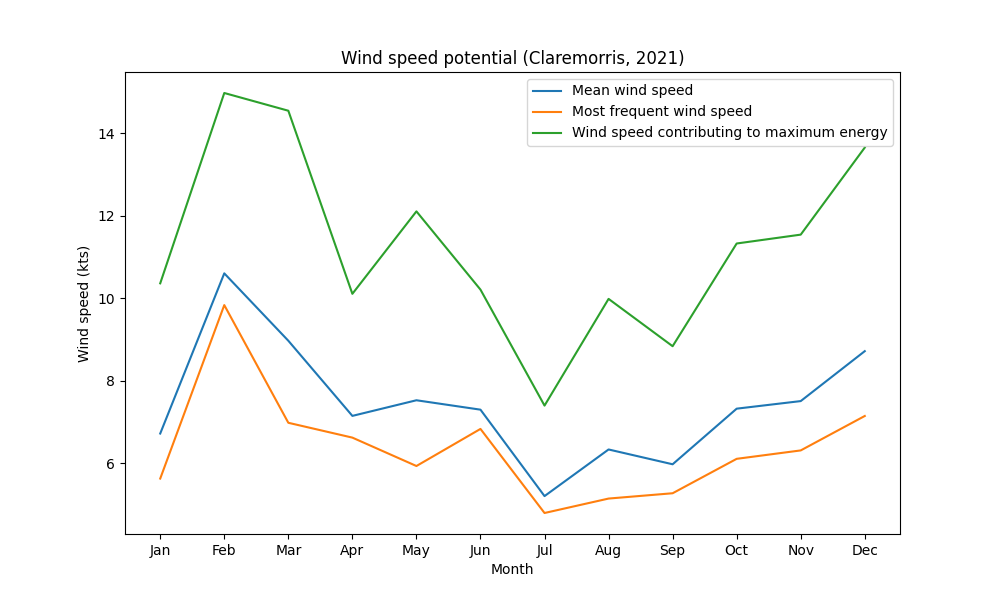 Wind speed potential (Claremorris, 2021)
Mean wind speed
Most frequent wind speed
Wind speed contributing to maximum energy
14
12
10
8
6
Wind speed (kts)
Jan Feb Mar Apr May Jun Jul Aug Sep Oct Nov Dec
Month